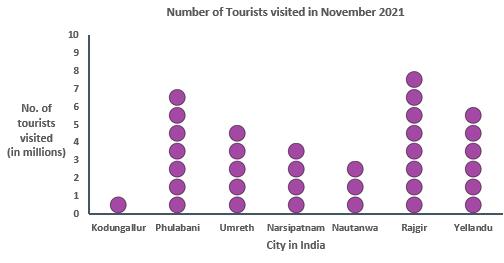 Number of Tourists visited in November 2021
10
9
8
7
6
5
4
3
2
1
0
No. of
tourists
visited
(in millions)
Kodungallur Phulabani Umreth Narsipatnam Nautanwa Rajgir Yellandu
City in India